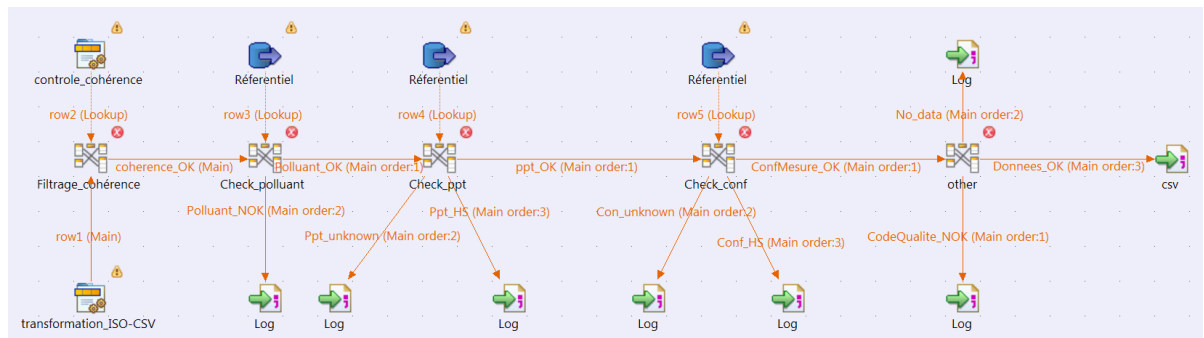 controle_cohérence
Réferentiel
Réferentiel
Réferentiel
Log
row2 (Lookup)
row3 (Lookup)
row4 (Lookup)
row5 (Lookup)
No_data (Main order:2)
coherence_OK (Main)
Polluant_OK (Main order:1)
ppt_OK (Main order:1)
ConfMesure_OK (Main order:1)
Donnees_OK (Main order:3)
Filtrage_cohérence
Check_polluant
Check_ppt
Check_conf
other
csv
Polluant_NOK (Main order:2)
Ppt_HS (Main order:3)
Con_unknown (Main order:2)
row1 (Main)
Ppt_unknown (Main order:2)
Conf_HS (Main order:3)
CodeQualite_NOK (Main order:1)
transformation_ISO-CSV
Log
Log
Log
Log
Log
Log